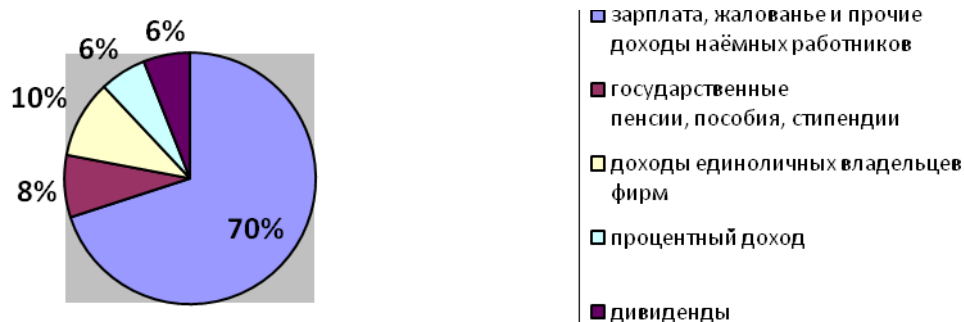 6%
6%
10%
8%
70%
зарплата, жалованье и прочие
доходы наёмных работников
государственные
пенсии, пособия, стипендии
доходы единоличных владельцев
фирм
процентный доход
дивиденды